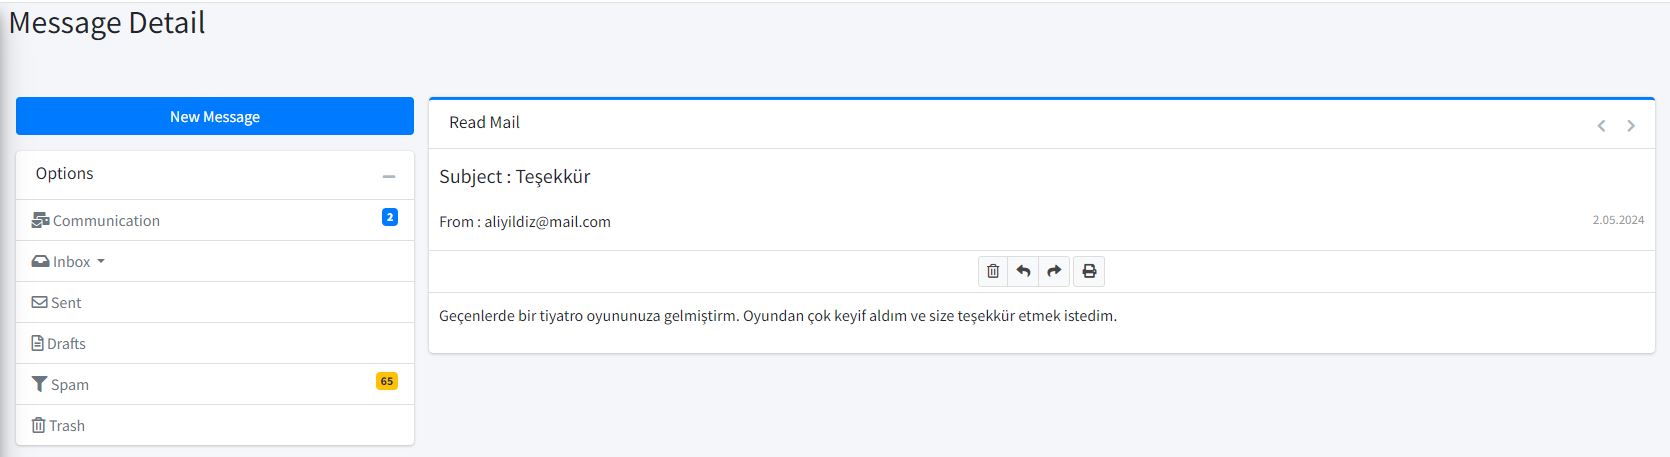 Message Detail
New Message
Options
Communication 2
Inbox
Sent
Drafts
Spam 65
Trash
Read Mail
Subject : Teşekkür
From : aliyildiz@mail.com 2.05.2024
Geçenlerde bir tiyatro oyununuza gelmiştirm. Oyundan çok keyif aldım ve size teşekkür etmek istedim.